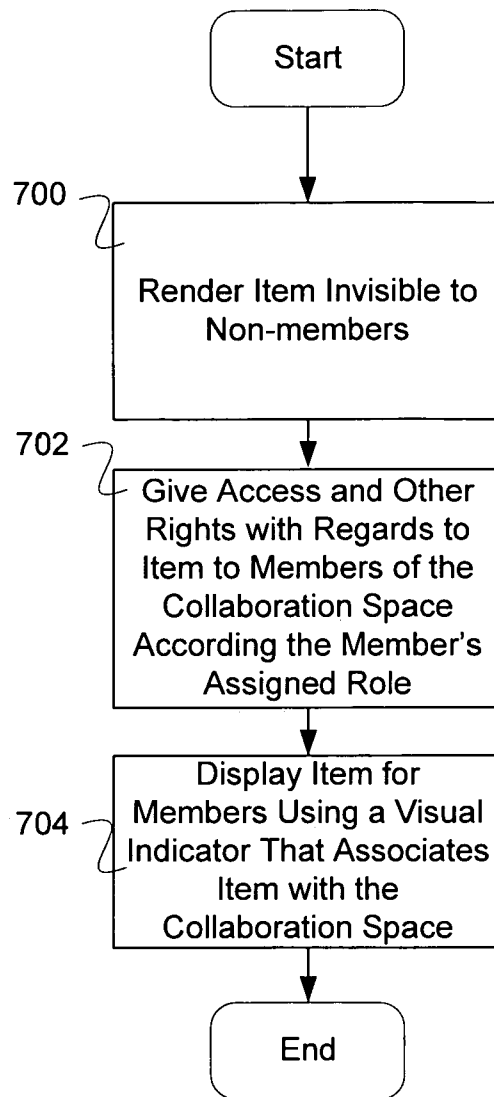 Start
700
Render Item Invisible to
Non-members
702
Give Access and Other
Rights with Regards to
Item to Members of the
Collaboration Space
According the Member's
Assigned Role
704
Display Item for
Members Using a Visual
Indicator That Associates
Item with the
Collaboration Space
End